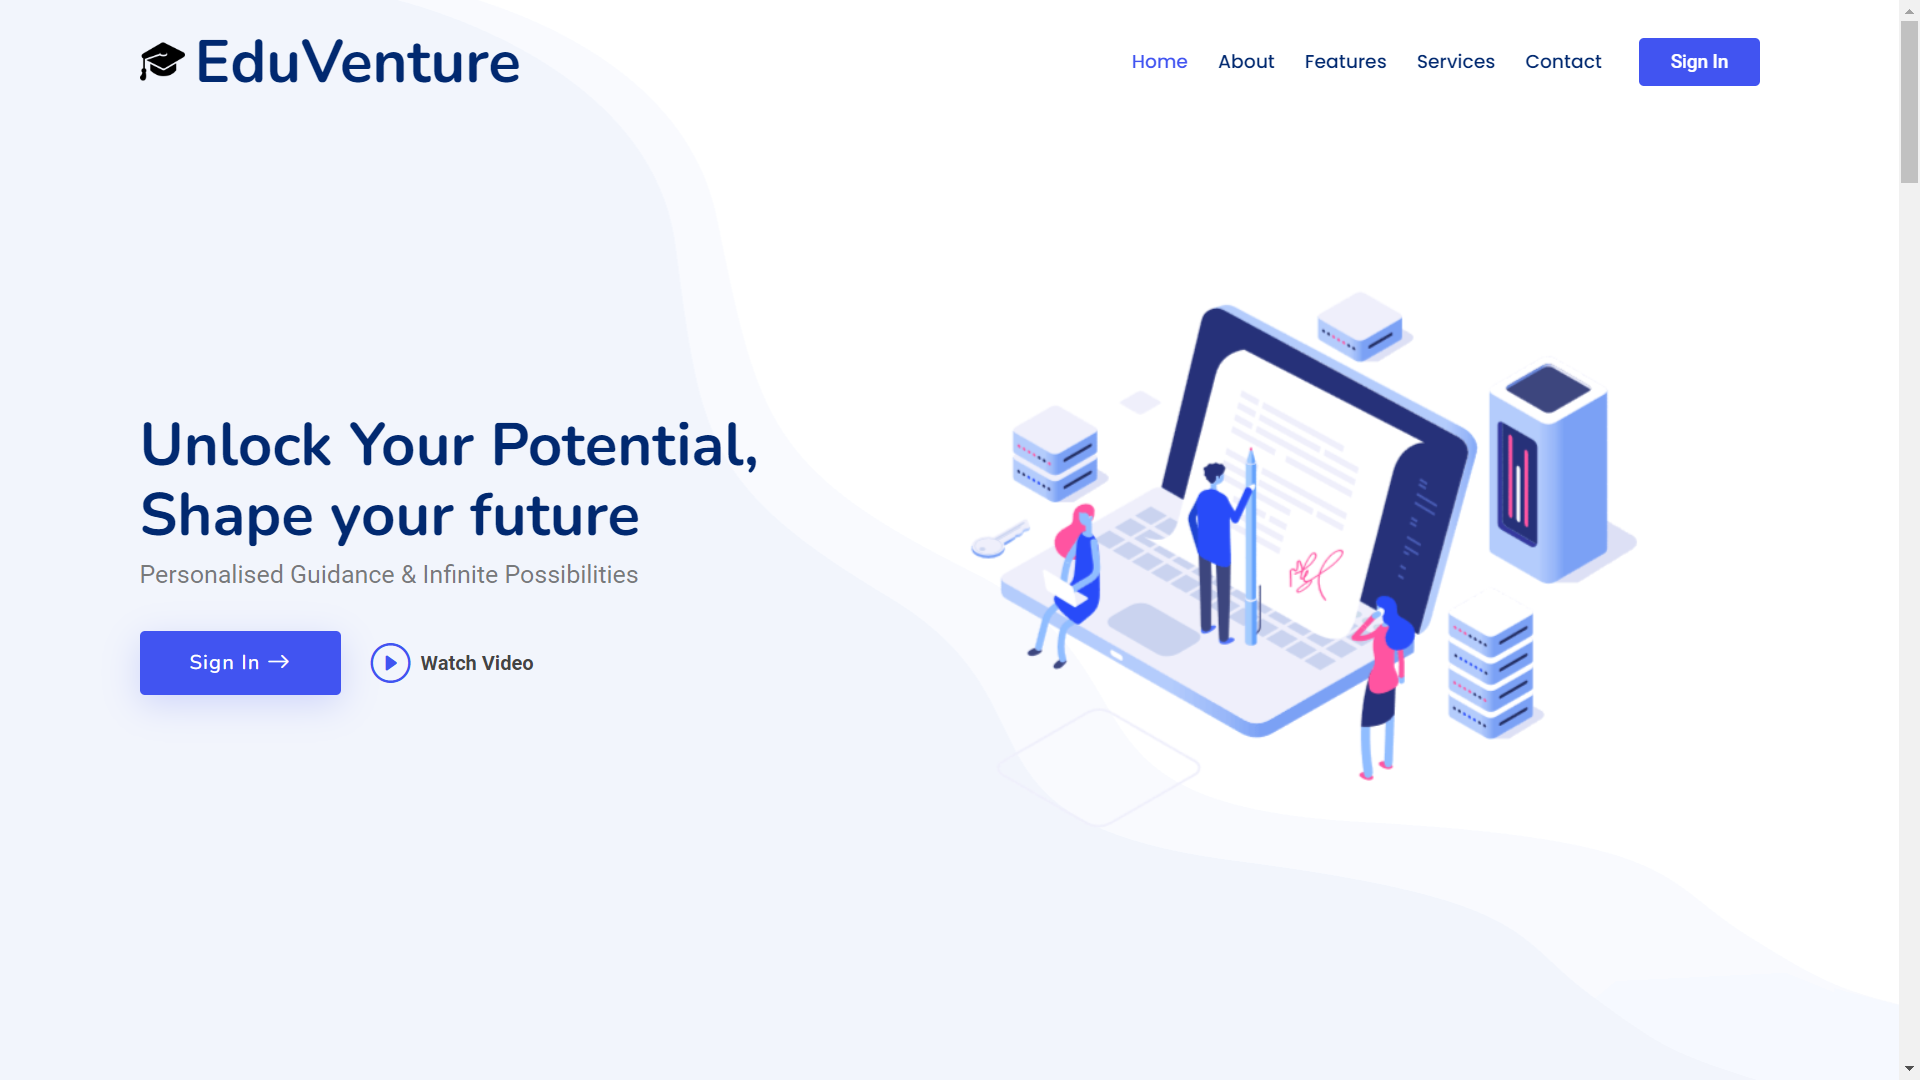 EduVenture
Home About Features Services Contact Sign In
Unlock Your Potential,
Shape your future
Personalised Guidance & Infinite Possibilities
Sign In → Watch Video